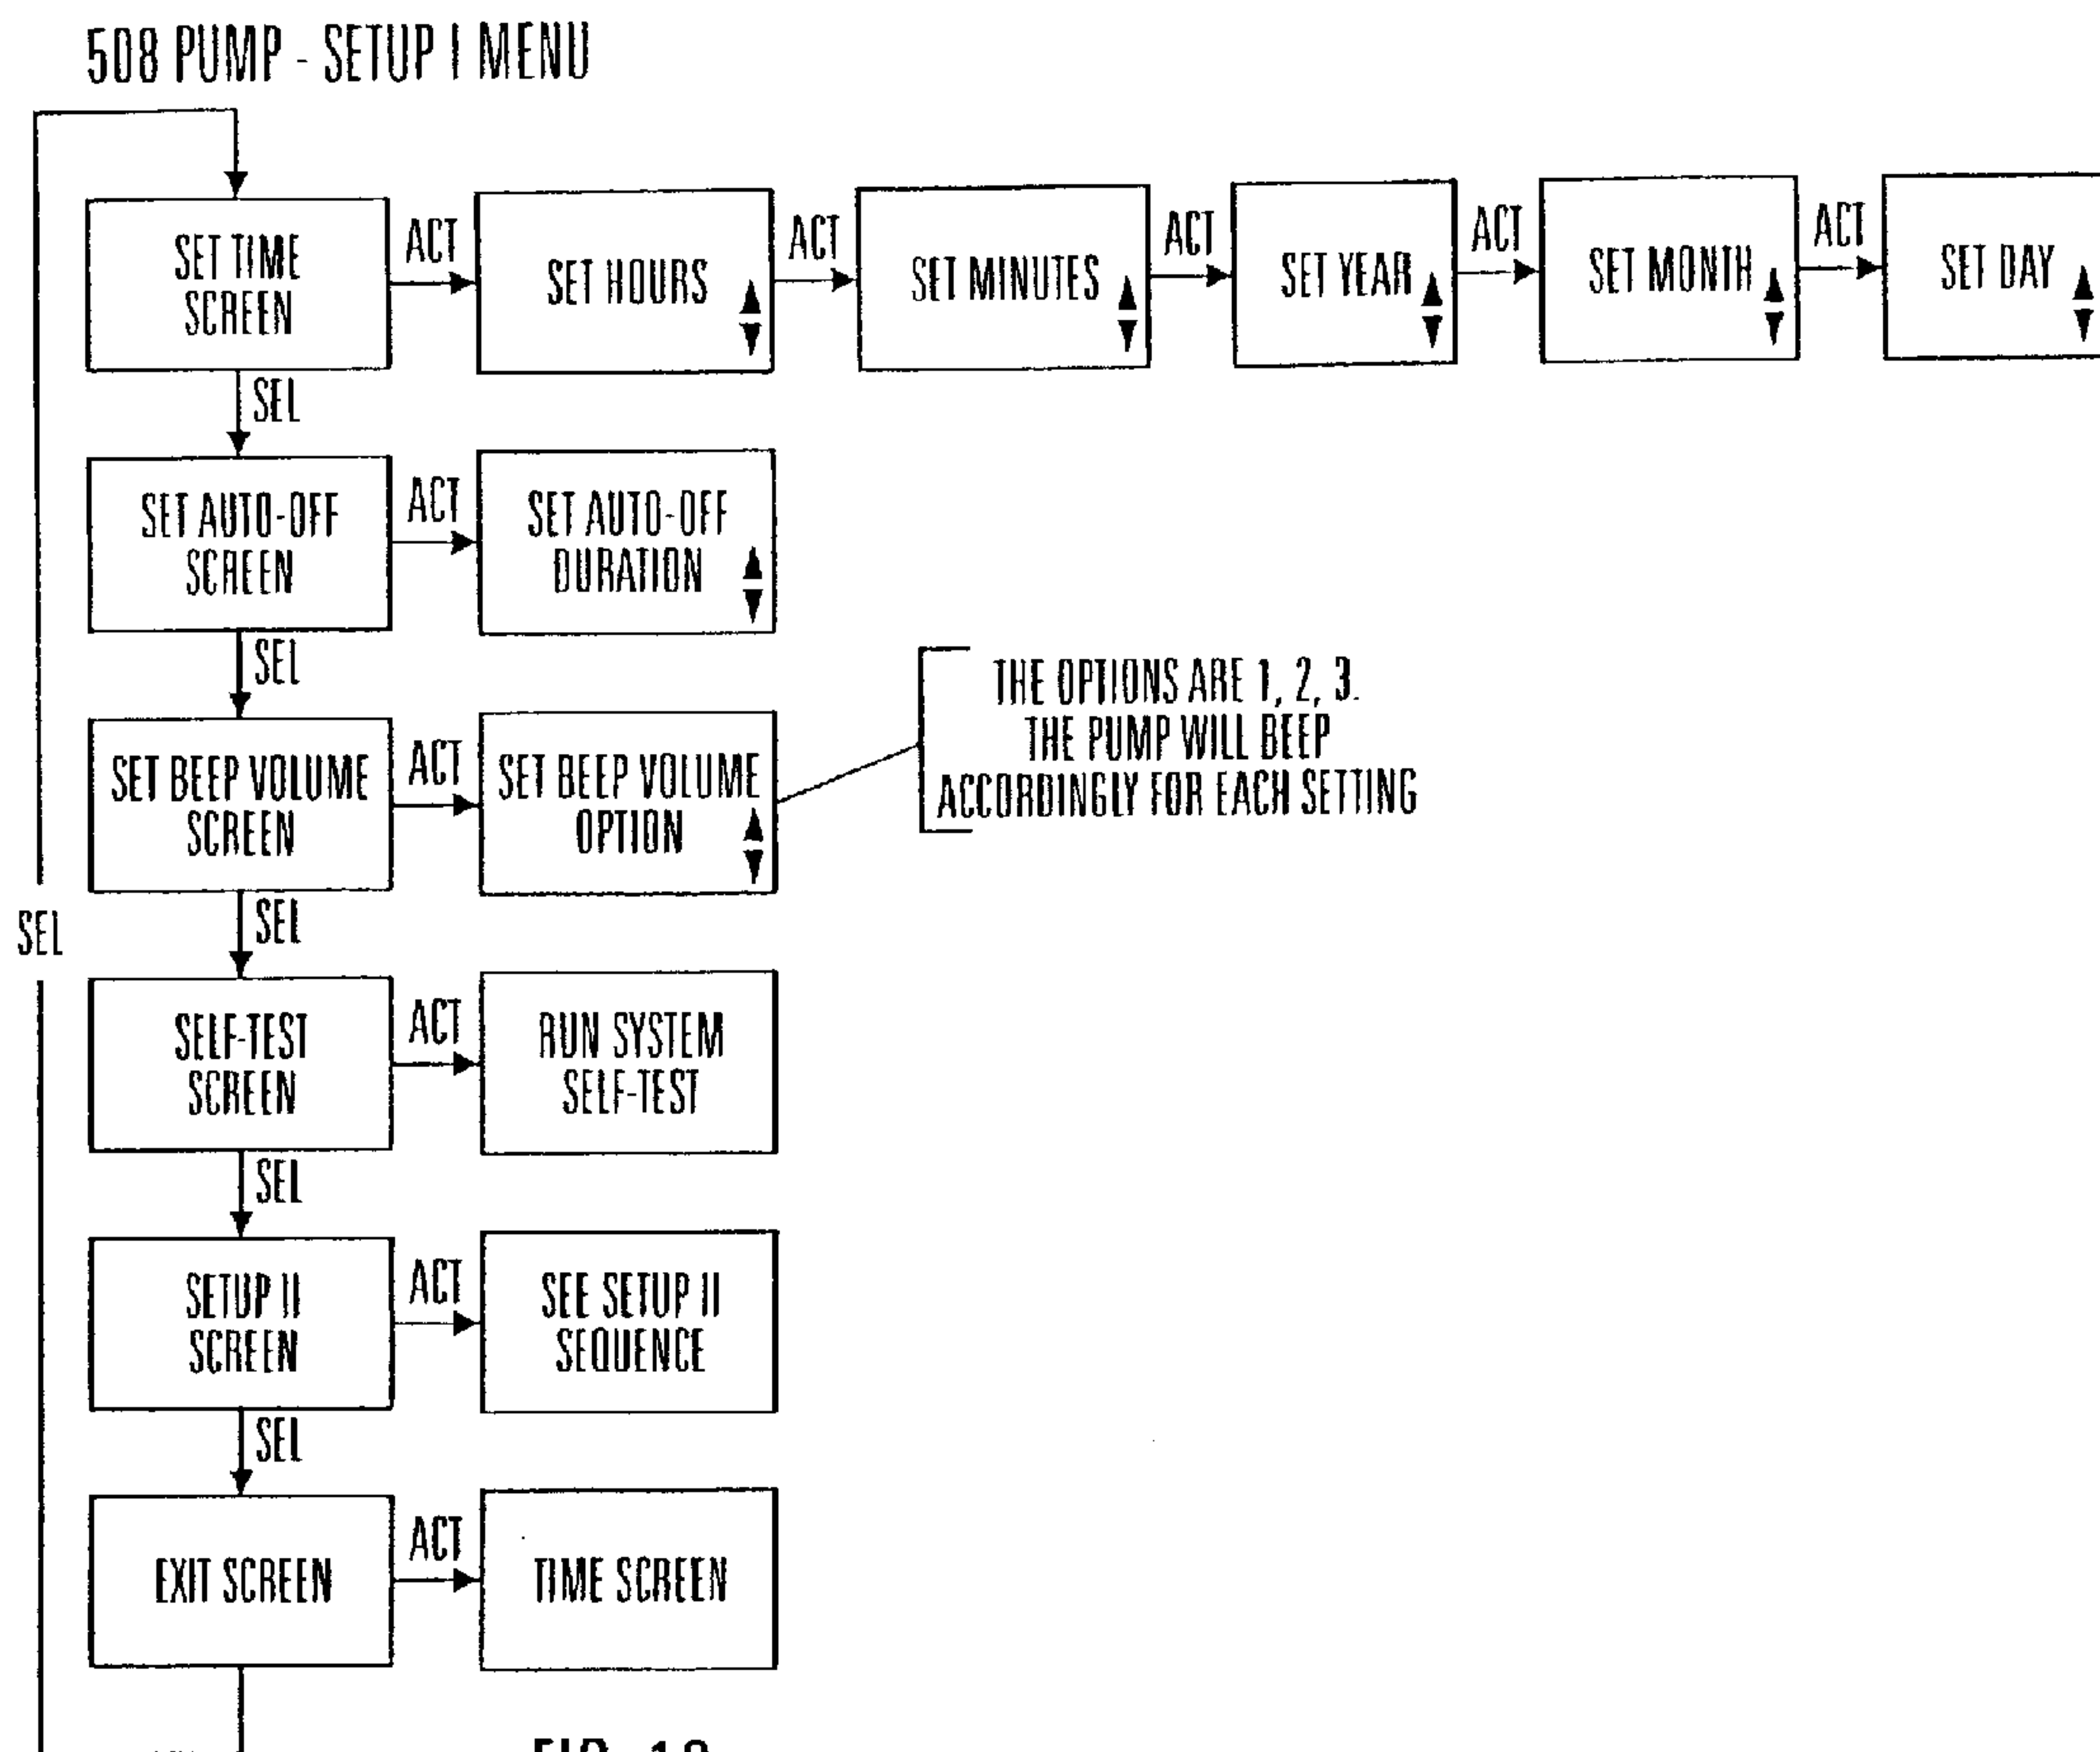 508 PUMP - SETUP I MENU
SET TIME
SCREEN
ACT
SET HOURS
ACT
SET MINUTES
ACT
SET YEAR
ACT
SET MONTH
ACT
SET DAY
SEL
SET AUTO-OFF
SCREEN
ACT
SET AUTO-OFF
DURATION
SEL
SET BEEP VOLUME
SCREEN
ACT
SET BEEP VOLUME
OPTION
THE OPTIONS ARE 1, 2, 3.
THE PUMP WILL BEEP
ACCORDINGLY FOR EACH SETTING
SEL
SEL
SELF-TEST
SCREEN
ACT
RUN SYSTEM
SELF-TEST
SEL
SETUP II
SCREEN
ACT
SEE SETUP II
SEQUENCE
SEL
EXIT SCREEN
ACT
TIME SCREEN